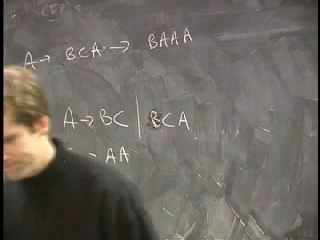 A → BCA → BAAA
A → BC | BCA
→ AA